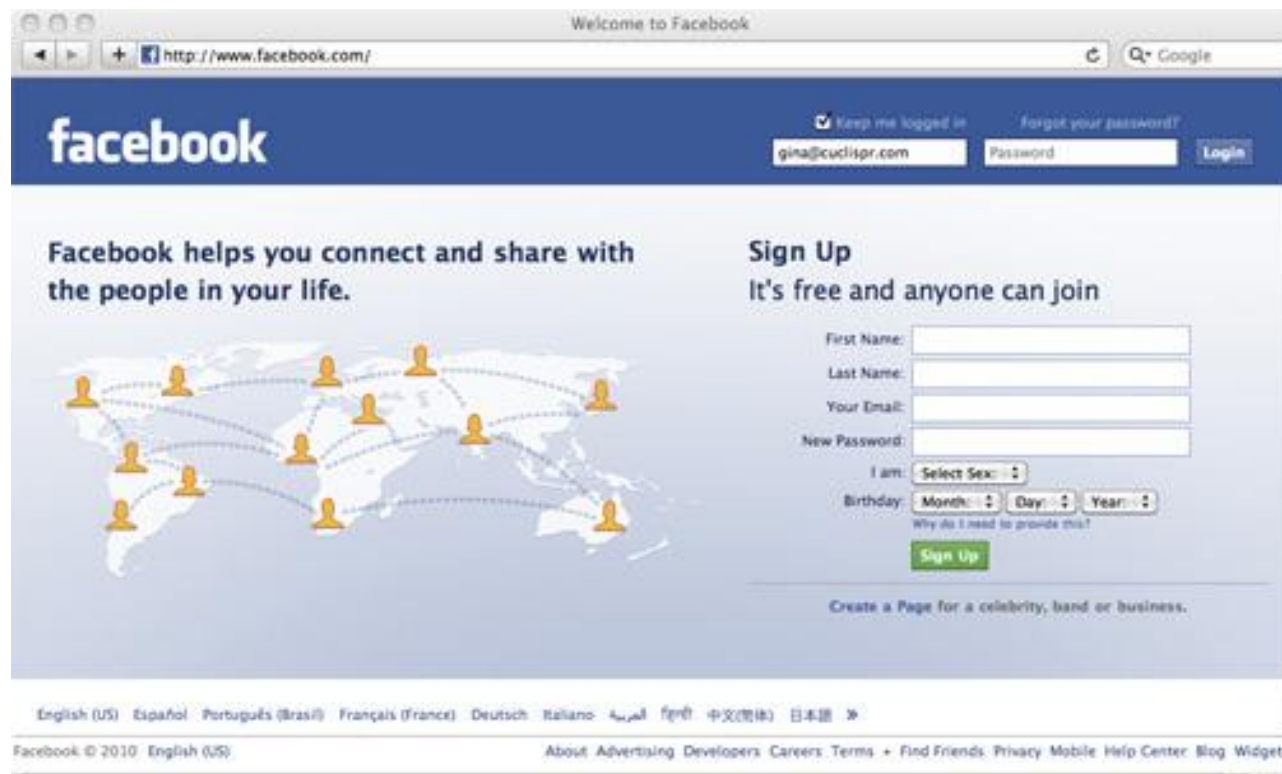 Welcome to Facebook
http://www.facebook.com/
Google
facebook
Keep me logged in
Forgot your password?
gina@cuclispr.com
Password
Login
Facebook helps you connect and share with
the people in your life.
Sign Up
It's free and anyone can join
First Name:
Last Name:
Your Email:
New Password:
I am:
Select Sex:
Birthday:
Month:
Day:
Year:
Why do I need to provide this?
Sign Up
Create a Page for a celebrity, band or business.
English (US) Español Português (Brasil) Français (France) Deutsch Italiano العربية हिन्दी 中文(简体) 日本語 »
Facebook © 2010 English (US)
About Advertising Developers Careers Terms • Find Friends Privacy Mobile Help Center Blog Widget